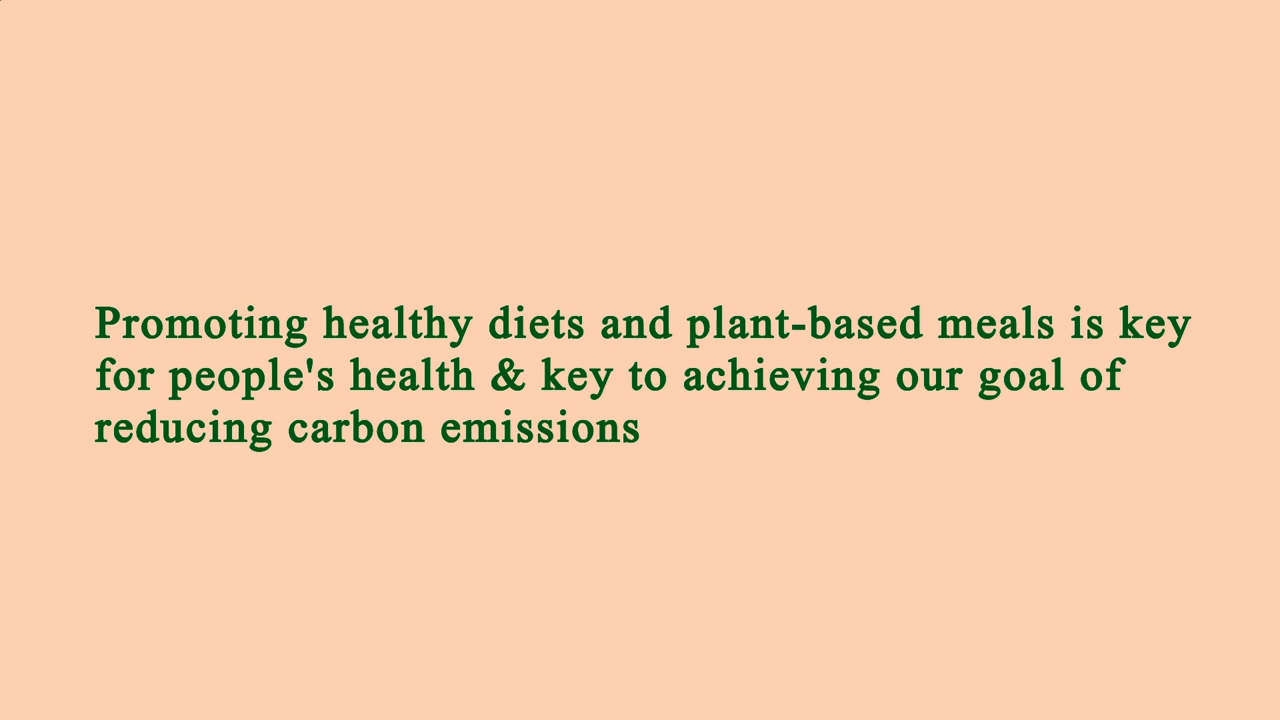 Promoting healthy diets and plant-based meals is key
for people's health & key to achieving our goal of
reducing carbon emissions